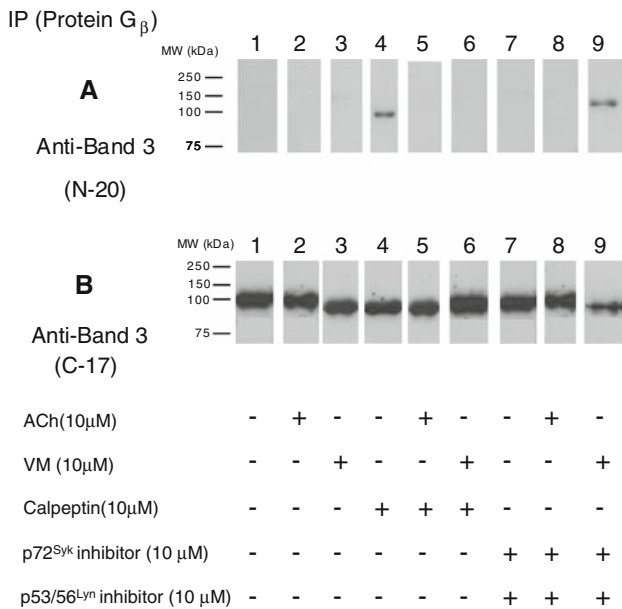 IP (Protein Gβ)
MW (kDa) 1 2 3 4 5 6 7 8 9
A
250
150
100
75
Anti-Band 3
(N-20)
MW (kDa) 1 2 3 4 5 6 7 8 9
B
250
150
100
75
Anti-Band 3
(C-17)
ACh(10µM) - + - - + - - + -
VM (10µM) - - + - - + - - +
Calpeptin(10µM) - - - + + + - - -
p72Syk inhibitor (10 µM) - - - - - - + + +
p53/56Lyn inhibitor (10 µM) - - - - - - + + +